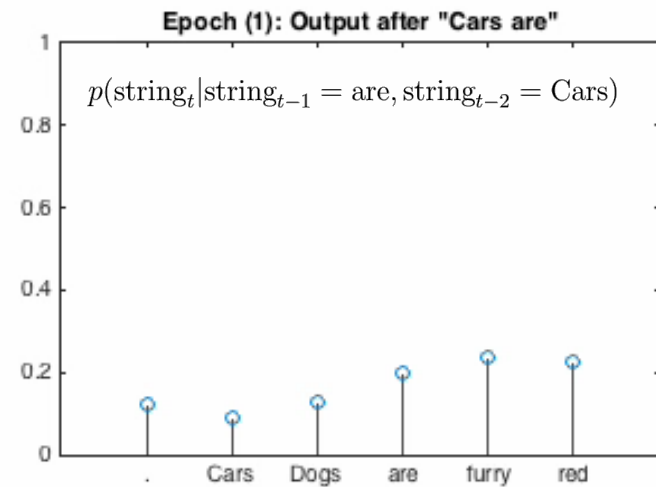 Epoch (1): Output after "Cars are"
1
p(string_t|string_{t−1} = are, string_{t−2} = Cars)
0.8
0.6
0.4
0.2
0
. Cars Dogs are furry red